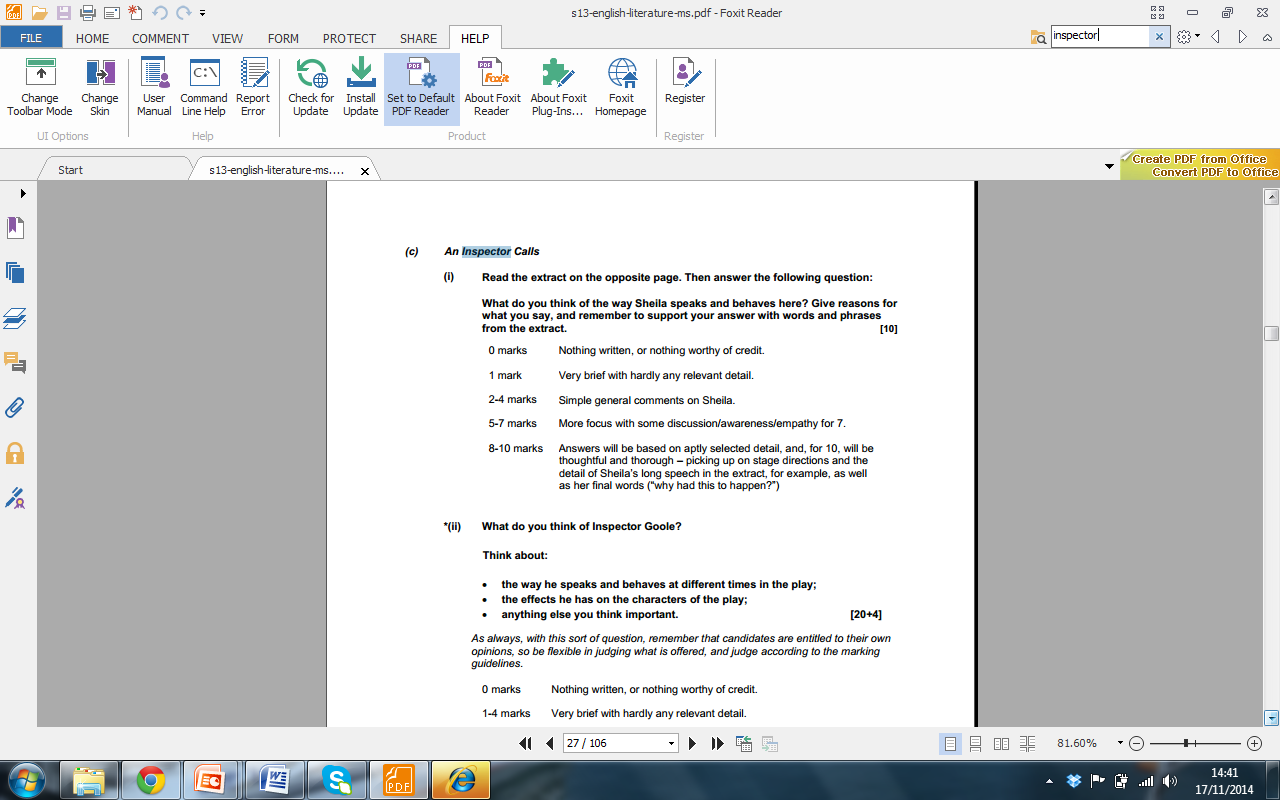 s13-english-literature-ms.pdf - Foxit Reader
FILE HOME COMMENT VIEW FORM PROTECT SHARE HELP
inspector
Change Toolbar Mode
Change Skin
User Manual
Command Line Help
Report Error
Check for Update
Install Update
Set to Default PDF Reader
About Foxit Reader
About Foxit Plug-Ins...
Foxit Homepage
Register
UI Options Help Product Register
Start
s13-english-literature-ms....
Create PDF from Office
Convert PDF to Office
(c) An Inspector Calls
(i) Read the extract on the opposite page. Then answer the following question:
What do you think of the way Sheila speaks and behaves here? Give reasons for
what you say, and remember to support your answer with words and phrases
from the extract. [10]
0 marks Nothing written, or nothing worthy of credit.
1 mark Very brief with hardly any relevant detail.
2-4 marks Simple general comments on Sheila.
5-7 marks More focus with some discussion/awareness/empathy for 7.
8-10 marks Answers will be based on aptly selected detail, and, for 10, will be
thoughtful and thorough – picking up on stage directions and the
detail of Sheila's long speech in the extract, for example, as well
as her final words ("why had this to happen?")
*(ii) What do you think of Inspector Goole?
Think about:
• the way he speaks and behaves at different times in the play;
• the effects he has on the characters of the play;
• anything else you think important. [20+4]
As always, with this sort of question, remember that candidates are entitled to their own
opinions, so be flexible in judging what is offered, and judge according to the marking
guidelines.
0 marks Nothing written, or nothing worthy of credit.
1-4 marks Very brief with hardly any relevant detail.
27 / 106
81.60%
14:41
17/11/2014